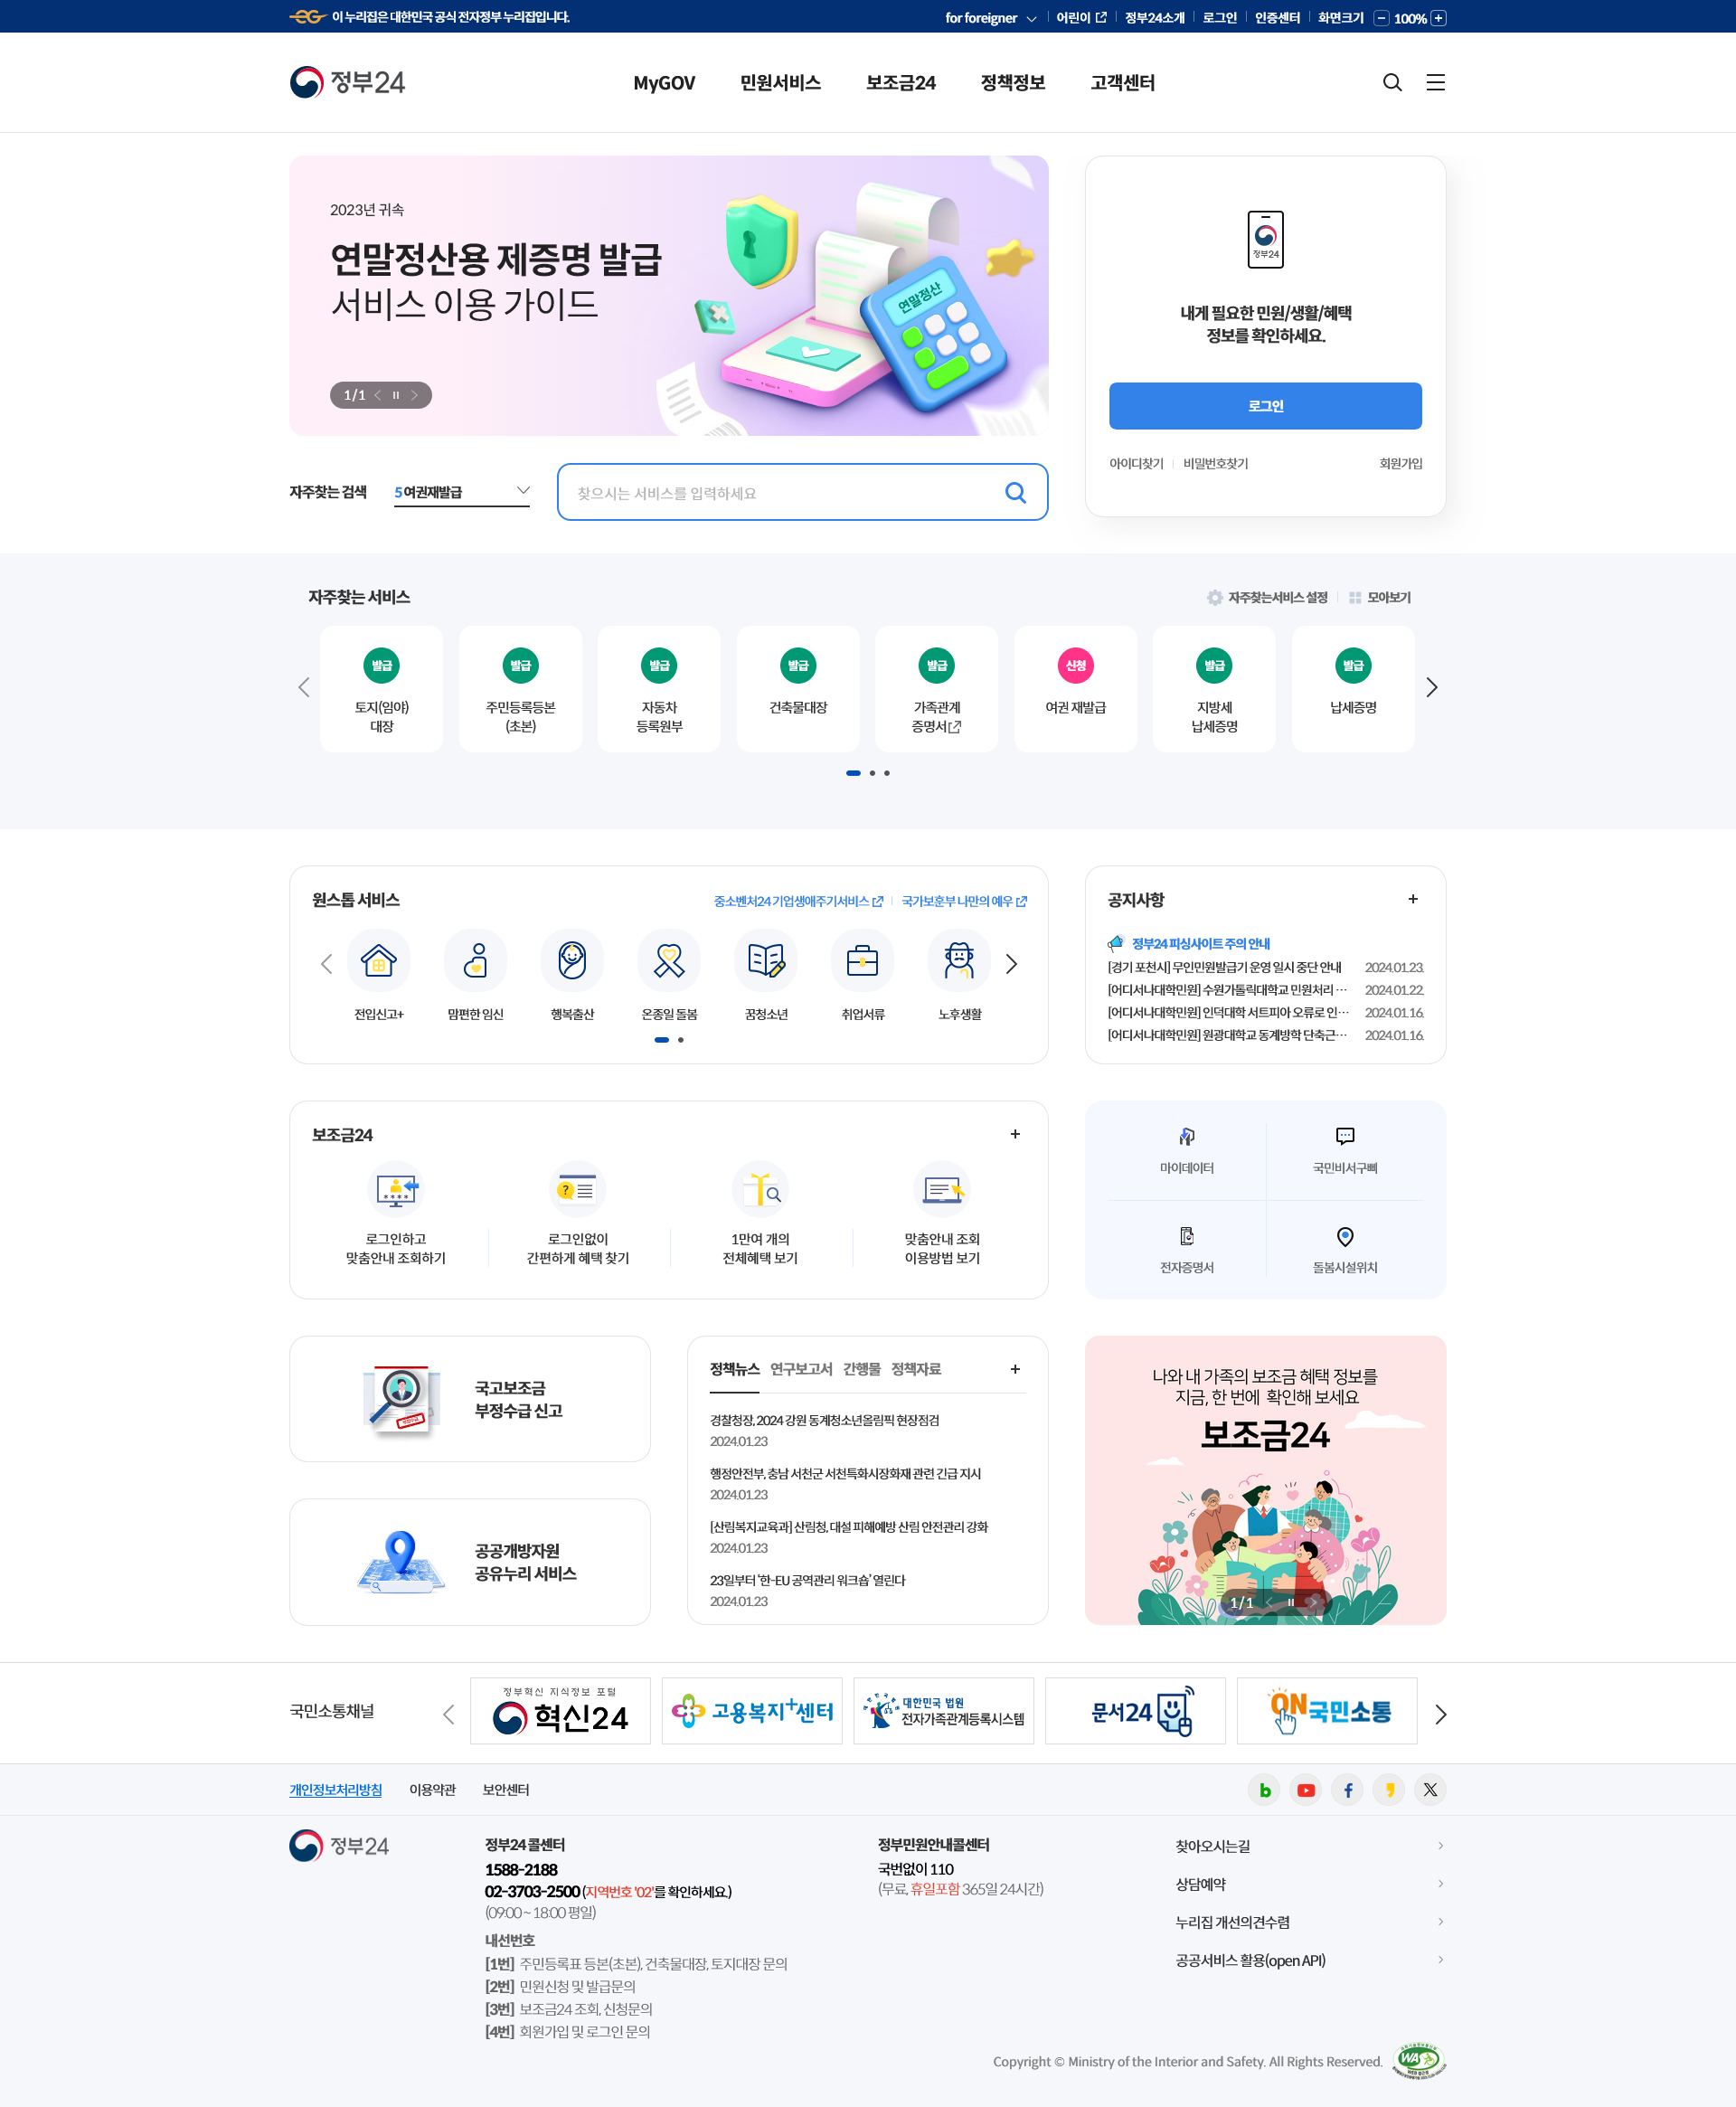 이 누리집은 대한민국 공식 전자정부 누리집입니다.
for foreigner 어린이 정부24소개 로그인 인증센터 화면크기 100%
정부24 MyGOV 민원서비스 보조금24 정책정보 고객센터
2023년 귀속
연말정산용 제증명 발급
서비스 이용 가이드
연말정산
1/1
정부24
내게 필요한 민원/생활/혜택
정보를 확인하세요.
로그인
아이디찾기 비밀번호찾기 회원가입
자주찾는 검색 5 여권재발급 찾으시는 서비스를 입력하세요
자주찾는 서비스 자주찾는서비스 설정 모아보기
발급 발급 발급 발급 발급 신청 발급 발급
토지(임야) 주민등록등본 자동차 건축물대장 가족관계 여권 재발급 지방세 납세증명
대장 (초본) 등록원부 증명서 납세증명
원스톱 서비스 중소벤처24 기업생애주기서비스 국가보훈부 나만의 예우
전입신고+ 맘편한 임신 행복출산 온종일 돌봄 꿈청소년 취업서류 노후생활
공지사항 +
정부24 피싱사이트 주의 안내
[경기 포천시] 무인민원발급기 운영 일시 중단 안내 2024.01.23.
[어디서나대학민원] 수원가톨릭대학교 민원처리 … 2024.01.22.
[어디서나대학민원] 인덕대학 서트피아 오류로 인… 2024.01.16.
[어디서나대학민원] 원광대학교 동계방학 단축근… 2024.01.16.
보조금24 +
로그인하고 로그인없이 1만여 개의 맞춤안내 조회
맞춤안내 조회하기 간편하게 혜택 찾기 전체혜택 보기 이용방법 보기
마이데이터 국민비서구삐
전자증명서 돌봄시설위치
국고보조금
부정수급 신고
공공개방자원
공유누리 서비스
정책뉴스 연구보고서 간행물 정책자료 +
경찰청장, 2024 강원 동계청소년올림픽 현장점검
2024.01.23
행정안전부, 충남 서천군 서천특화시장화재 관련 긴급 지시
2024.01.23
[산림복지교육과] 산림청, 대설 피해예방 산림 안전관리 강화
2024.01.23
23일부터 '한-EU 공역관리 워크숍' 열린다
2024.01.23
나와 내 가족의 보조금 혜택 정보를
지금, 한 번에 확인해 보세요
보조금24
1/1
국민소통채널
정부혁신 지식정보 포털
혁신24
고용복지+센터
대한민국 법원
전자가족관계등록시스템
문서24
ON국민소통
개인정보처리방침 이용약관 보안센터
정부24
정부24 콜센터
1588-2188
02-3703-2500 (지역번호 '02'를 확인하세요.)
(09:00 ~ 18:00 평일)
내선번호
[1번] 주민등록표 등본(초본), 건축물대장, 토지대장 문의
[2번] 민원신청 및 발급문의
[3번] 보조금24 조회, 신청문의
[4번] 회원가입 및 로그인 문의
정부민원안내콜센터
국번없이 110
(무료, 휴일포함 365일 24시간)
찾아오시는길
상담예약
누리집 개선의견수렴
공공서비스 활용(open API)
Copyright © Ministry of the Interior and Safety. All Rights Reserved.
WA